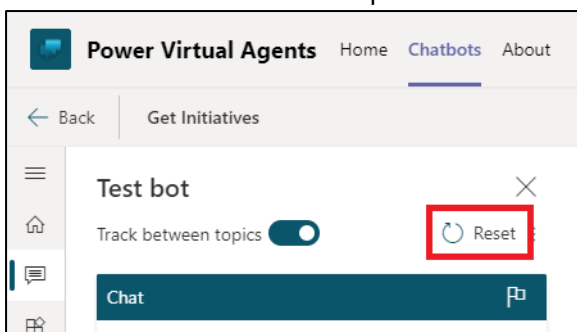 Power Virtual Agents Home Chatbots About
Back Get Initiatives
Test bot
Track between topics Reset
Chat